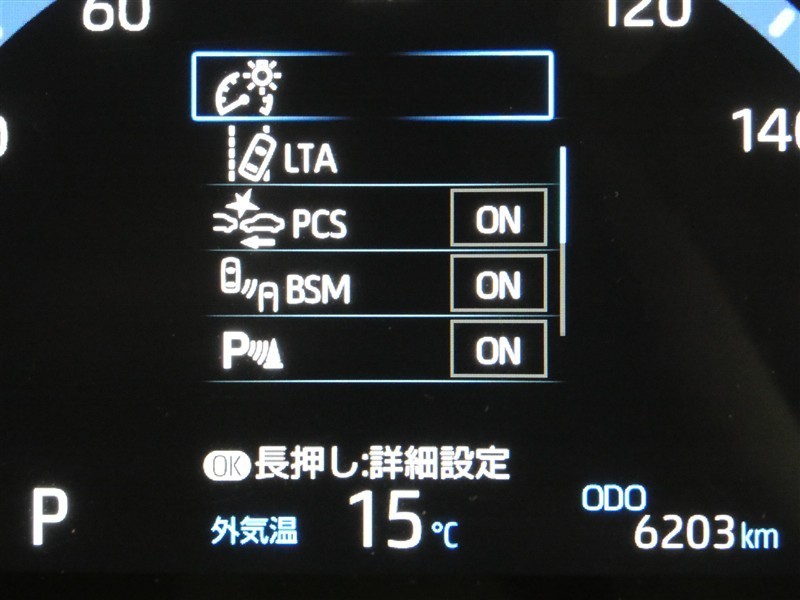 60
120
140
LTA
PCS ON
BSM ON
P ON
OK 長押し:詳細設定
P
外気温 15℃
ODO
6203km